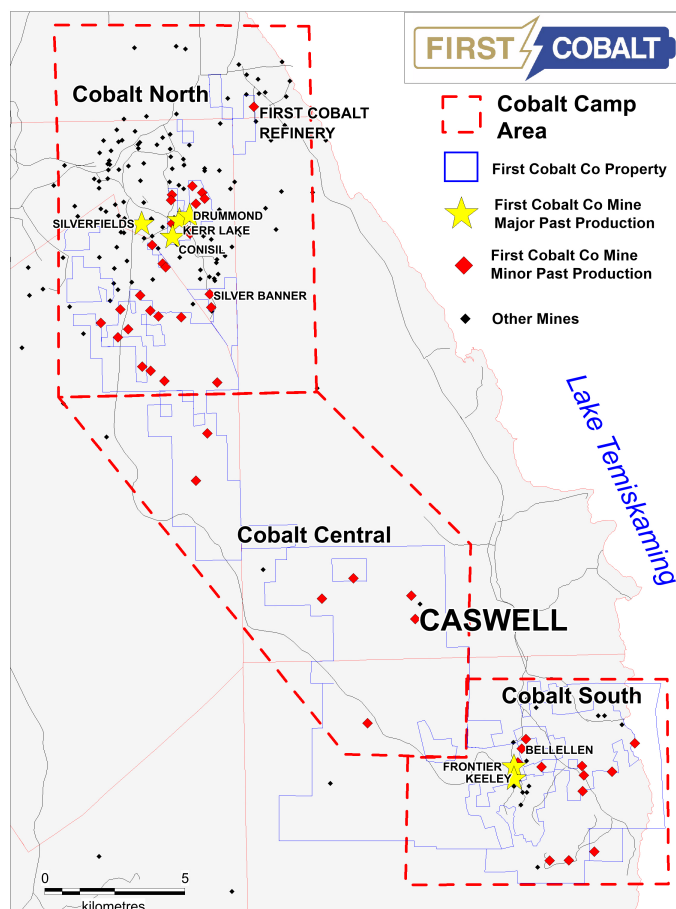 FIRST COBALT
Cobalt Camp
Area
First Cobalt Co Property
First Cobalt Co Mine
Major Past Production
First Cobalt Co Mine
Minor Past Production
Other Mines
Cobalt North
FIRST COBALT
REFINERY
DRUMMOND
SILVERFIELDS
KERR LAKE
CONISIL
SILVER BANNER
Lake Temiskaming
Cobalt Central
CASWELL
Cobalt South
BELLELLEN
FRONTIER
KEELEY
0 5
kilometres